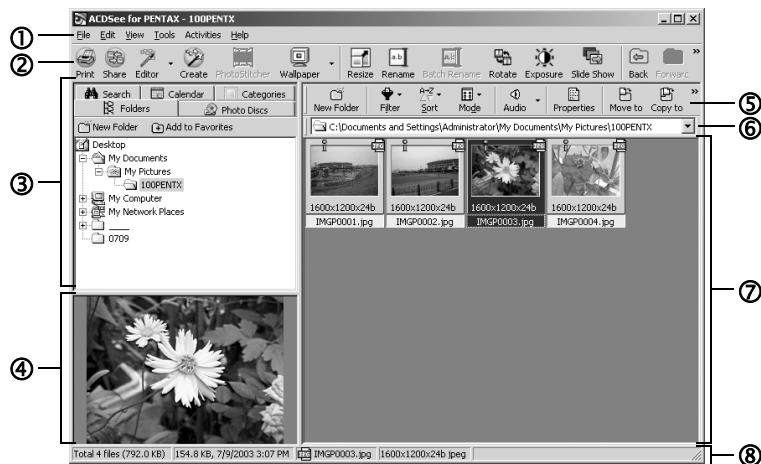 ACDSee for PENTAX - 100PENTX
① File Edit View Tools Activities Help
② Print Share Editor Create PhotoStitcher Wallpaper Resize Rename Batch Rename Rotate Exposure Slide Show Back Forward »
Search Calendar Categories
Folders Photo Discs
New Folder Add to Favorites
③
Desktop
My Documents
My Pictures
100PENTX
My Computer
My Network Places
0709
④
New Folder Filter Sort Mode Audio Properties Move to Copy to » ⑤
C:\Documents and Settings\Administrator\My Documents\My Pictures\100PENTX ⑥
1600x1200x24b 1600x1200x24b 1600x1200x24b 1600x1200x24b
IMGP0001.jpg IMGP0002.jpg IMGP0003.jpg IMGP0004.jpg
⑦
Total 4 files (792.0 KB) 154.8 KB, 7/9/2003 3:07 PM IMGP0003.jpg 1600x1200x24b jpeg ⑧